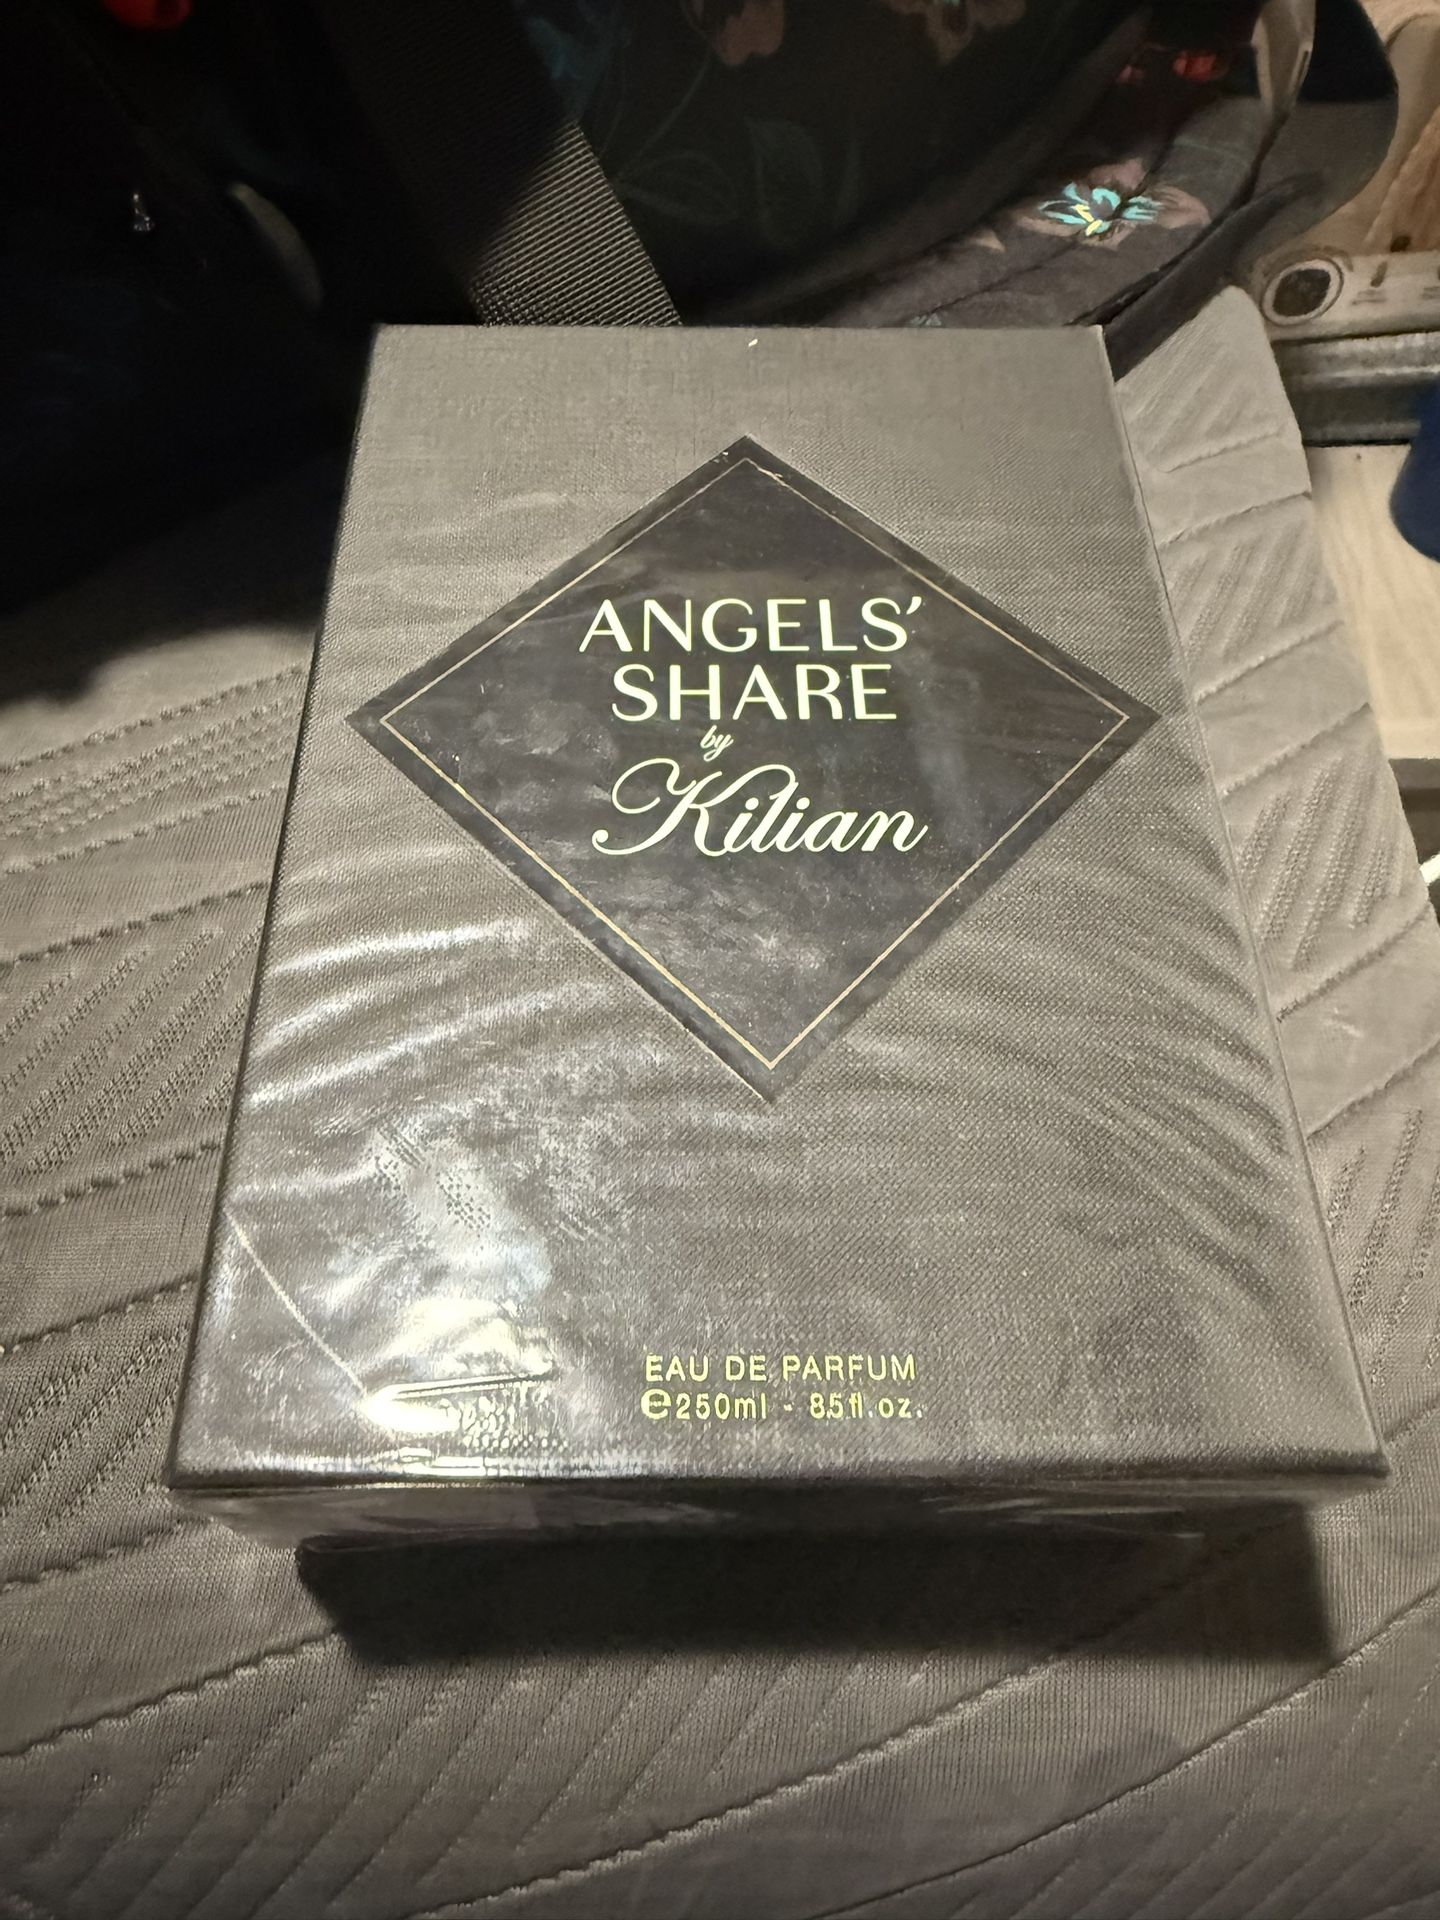 ANGELS’
SHARE
by
Kilian
EAU DE PARFUM
℮250ml - 8.5fl.oz.